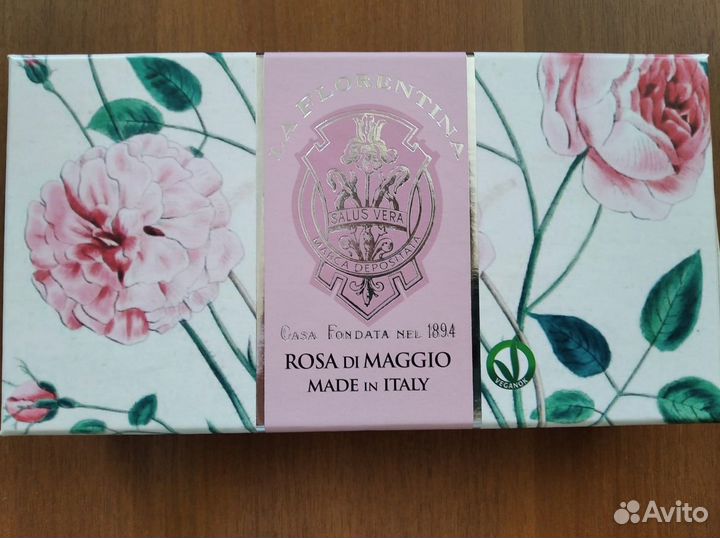 LA FLORENTINA
SALUS VERA
MARCA DEPOSITATA
CASA FONDATA NEL 1894
ROSA DI MAGGIO
MADE IN ITALY
VEGANOK
Avito